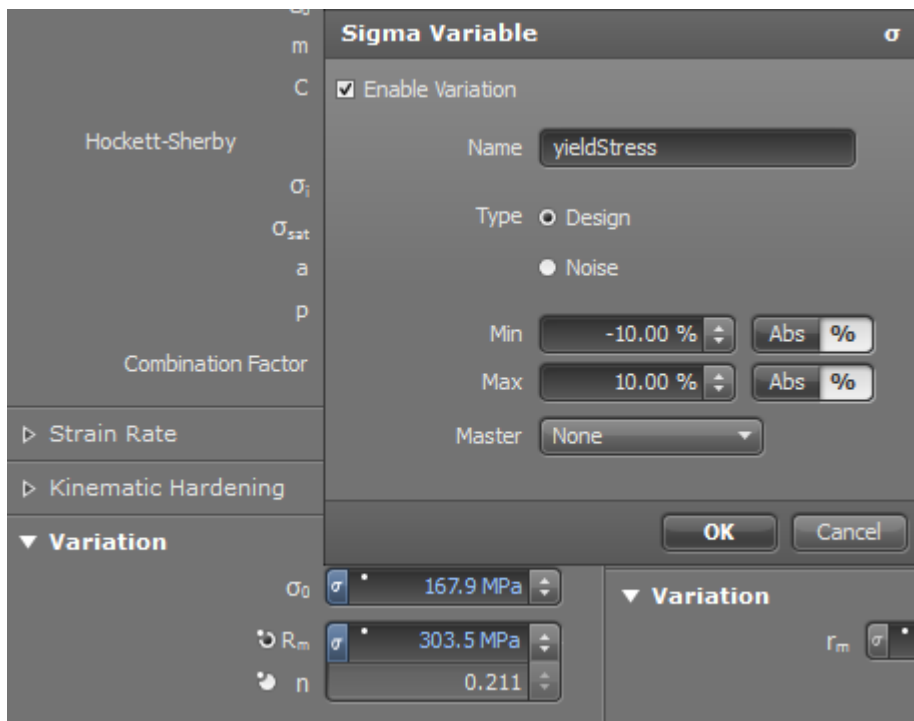 m
C
Hockett-Sherby
σi
σsat
a
p
Combination Factor
Strain Rate
Kinematic Hardening
Variation
σ0 σ 167.9 MPa
Rm σ 303.5 MPa
n 0.211
Sigma Variable σ
Enable Variation
Name yieldStress
Type Design
Noise
Min -10.00 % Abs %
Max 10.00 % Abs %
Master None
OK Cancel
Variation
rm σ